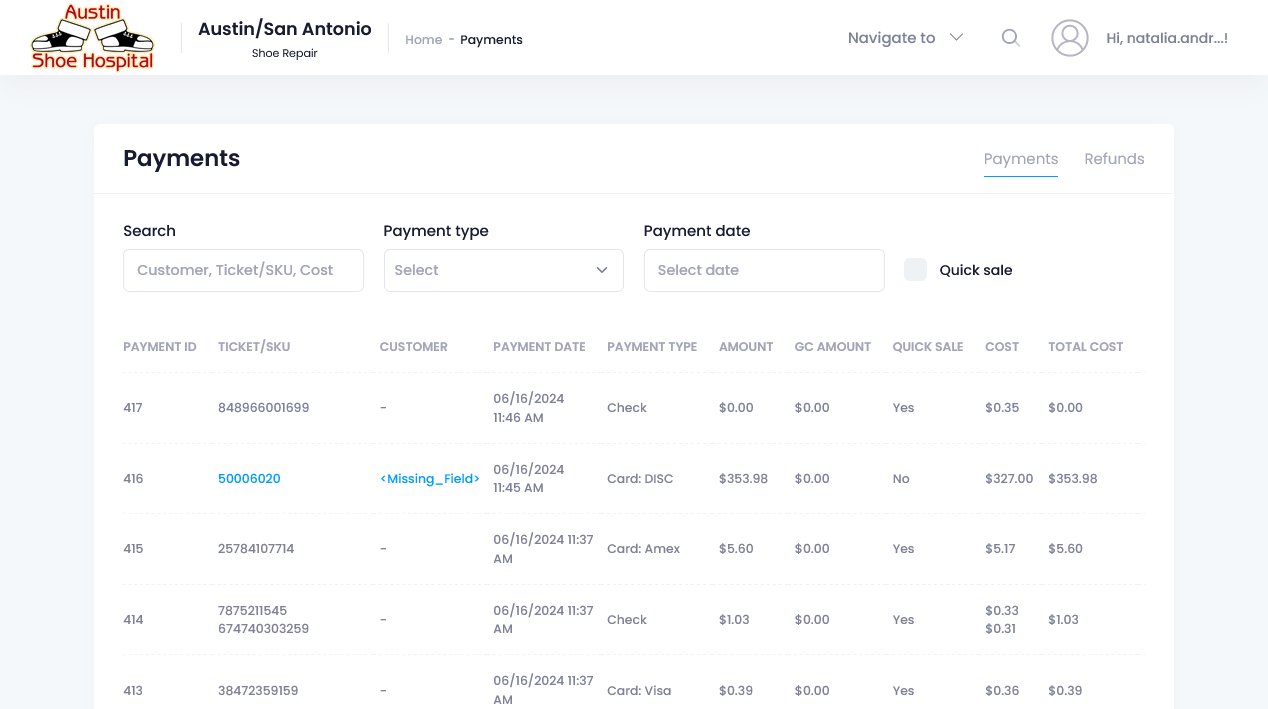 Austin
Shoe Hospital
Austin/San Antonio
Shoe Repair
Home - Payments
Navigate to
Hi, natalia.andr...!
Payments
Payments Refunds
Search Payment type Payment date
Customer, Ticket/SKU, Cost Select Select date Quick sale
PAYMENT ID TICKET/SKU CUSTOMER PAYMENT DATE PAYMENT TYPE AMOUNT GC AMOUNT QUICK SALE COST TOTAL COST
417 848966001699 - 06/16/2024 11:46 AM Check $0.00 $0.00 Yes $0.35 $0.00
416 50006020 <Missing_Field> 06/16/2024 11:45 AM Card: DISC $353.98 $0.00 No $327.00 $353.98
415 25784107714 - 06/16/2024 11:37 AM Card: Amex $5.60 $0.00 Yes $5.17 $5.60
414 7875211545 674740303259 - 06/16/2024 11:37 AM Check $1.03 $0.00 Yes $0.33 $0.31 $1.03
413 38472359159 - 06/16/2024 11:37 AM Card: Visa $0.39 $0.00 Yes $0.36 $0.39